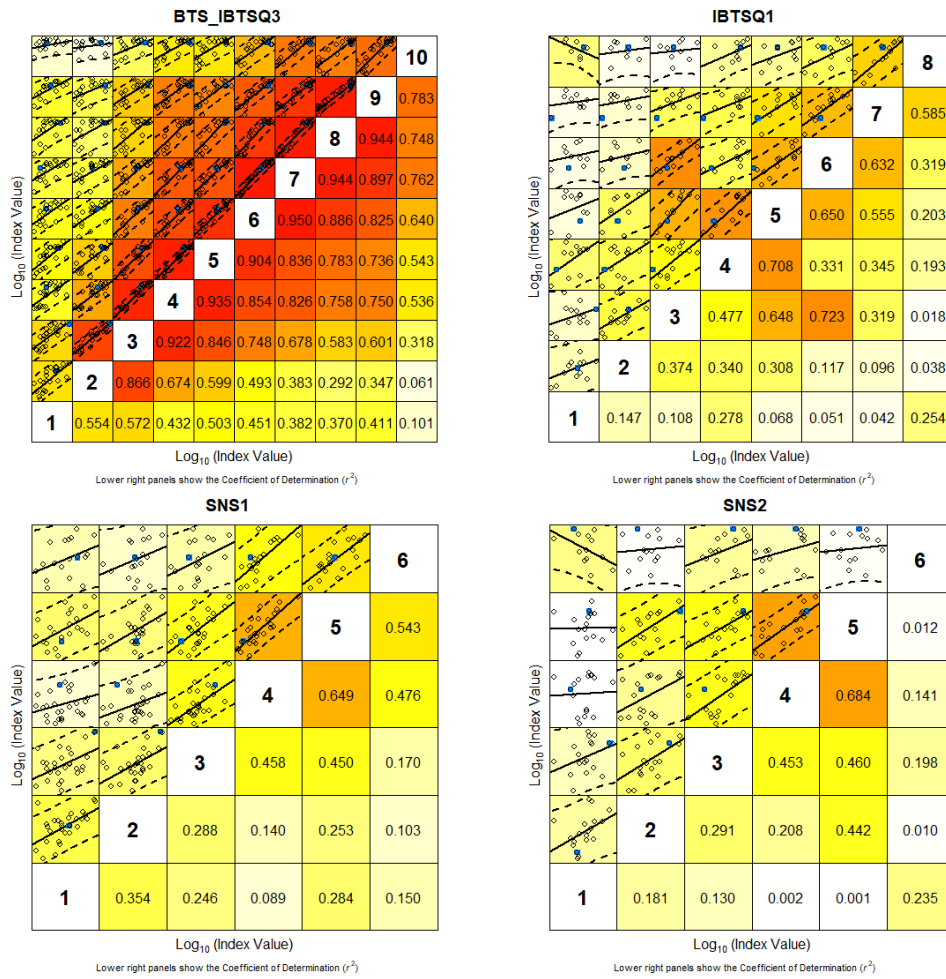 BTS_IBTSQ3
10
9 0.783
8 0.944 0.748
7 0.944 0.897 0.762
6 0.950 0.886 0.825 0.640
5 0.904 0.836 0.783 0.736 0.543
4 0.935 0.854 0.826 0.758 0.750 0.536
3 0.922 0.846 0.748 0.678 0.583 0.601 0.318
2 0.866 0.674 0.599 0.493 0.383 0.292 0.347 0.061
1 0.554 0.572 0.432 0.503 0.451 0.382 0.370 0.411 0.101
Log10 (Index Value)
Log10 (Index Value)
Lower right panels show the Coefficient of Determination (r²)
IBTSQ1
8
7 0.585
6 0.632 0.319
5 0.650 0.555 0.203
4 0.708 0.331 0.345 0.193
3 0.477 0.648 0.723 0.319 0.018
2 0.374 0.340 0.308 0.117 0.096 0.038
1 0.147 0.108 0.278 0.068 0.051 0.042 0.254
Log10 (Index Value)
Log10 (Index Value)
Lower right panels show the Coefficient of Determination (r²)
SNS1
6
5 0.543
4 0.649 0.476
3 0.458 0.450 0.170
2 0.288 0.140 0.253 0.103
1 0.354 0.246 0.089 0.284 0.150
Log10 (Index Value)
Log10 (Index Value)
Lower right panels show the Coefficient of Determination (r²)
SNS2
6
5 0.012
4 0.684 0.141
3 0.453 0.460 0.198
2 0.291 0.208 0.442 0.010
1 0.181 0.130 0.002 0.001 0.235
Log10 (Index Value)
Log10 (Index Value)
Lower right panels show the Coefficient of Determination (r²)